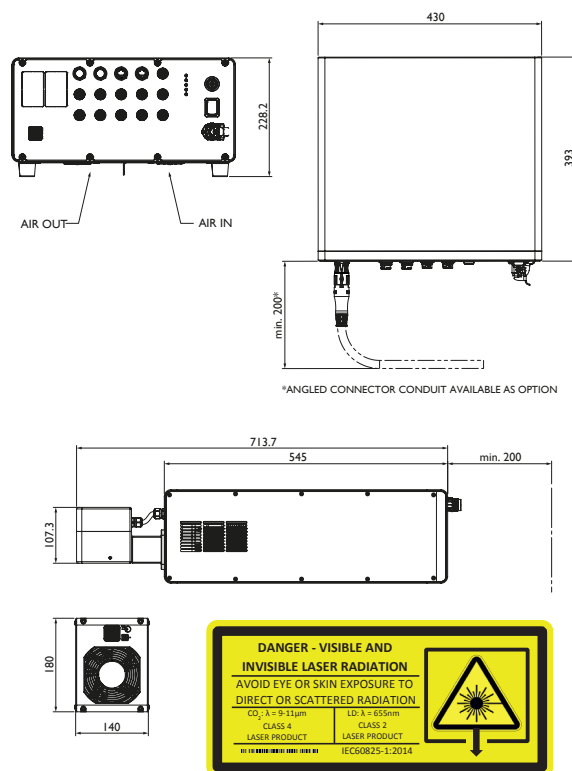 430
228.2
393
AIR OUT
AIR IN
min. 200*
*ANGLED CONNECTOR CONDUIT AVAILABLE AS OPTION
713.7
545
min. 200
107.3
180
140
DANGER - VISIBLE AND
INVISIBLE LASER RADIATION
AVOID EYE OR SKIN EXPOSURE TO
DIRECT OR SCATTERED RADIATION
CO₂: λ = 9-11µm
CLASS 4
LASER PRODUCT
LD: λ = 655nm
CLASS 2
LASER PRODUCT
IEC60825-1:2014